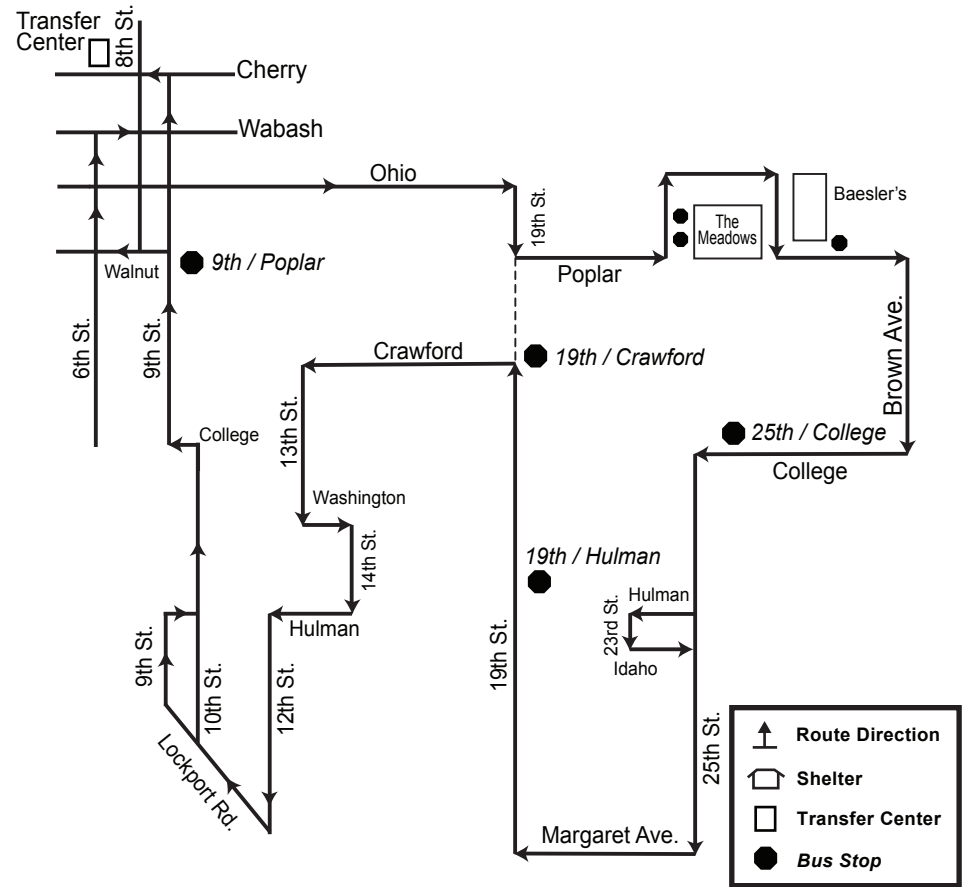 Transfer
Center
8th St.
Cherry
Wabash
Ohio
19th St.
The
Meadows
Baesler's
Walnut
9th / Poplar
Poplar
6th St.
9th St.
Crawford
19th / Crawford
Brown Ave.
13th St.
College
25th / College
College
Washington
14th St.
19th / Hulman
Hulman
Hulman
23rd St.
Idaho
9th St.
10th St.
12th St.
19th St.
25th St.
Lockport Rd.
Margaret Ave.
Route Direction
Shelter
Transfer Center
Bus Stop